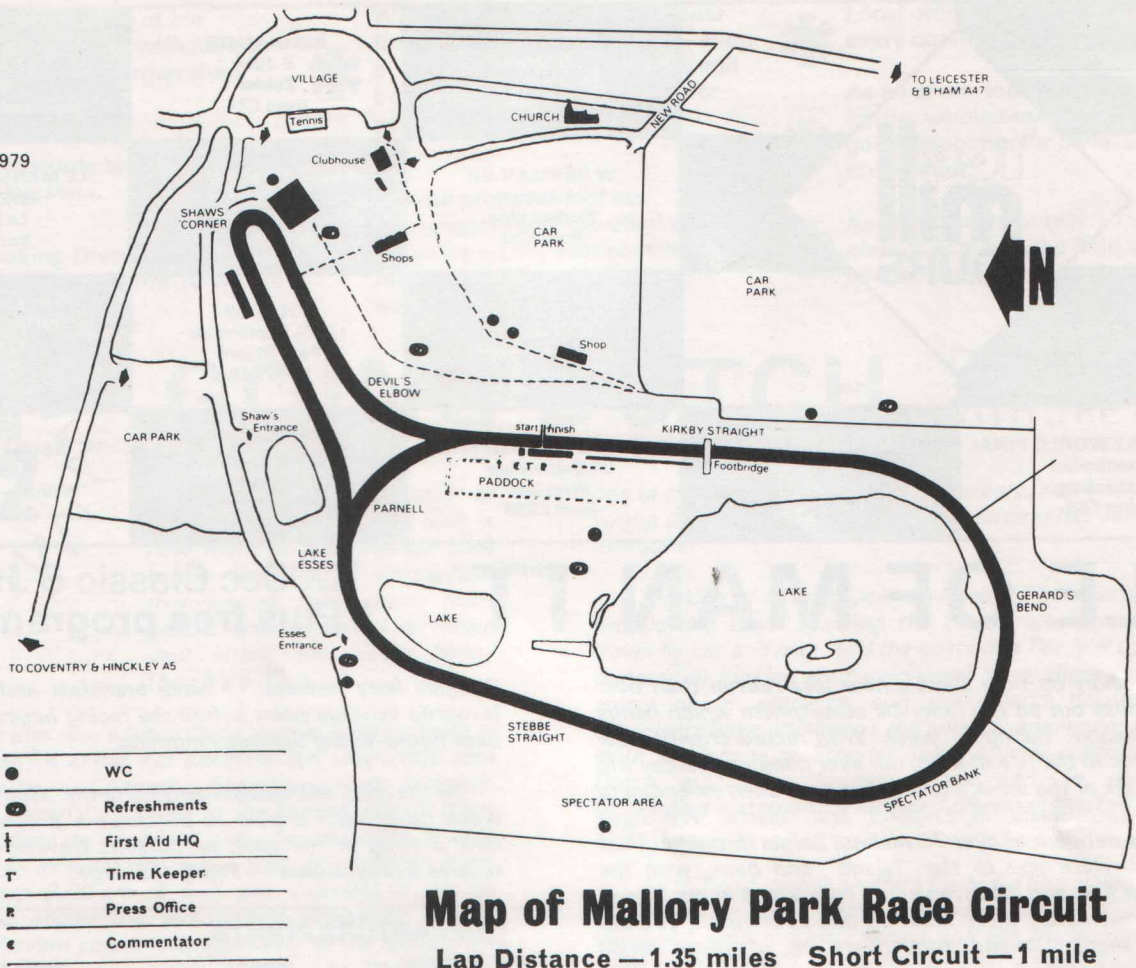 VILLAGE
Tennis
TO LEICESTER
& B HAM A47
CHURCH
NEW ROAD
979
Clubhouse
SHAWS
CORNER
CAR
PARK
Shops
CAR
PARK
N
Shop
DEVIL'S
ELBOW
Shaw's
Entrance
start finish
KIRKBY STRAIGHT
CAR PARK
Footbridge
PADDOCK
PARNELL
LAKE
ESSES
LAKE
LAKE
GERARD'S
BEND
Esses
Entrance
TO COVENTRY & HINCKLEY A5
STEBBE
STRAIGHT
SPECTATOR BANK
SPECTATOR AREA
WC
Refreshments
First Aid HQ
T Time Keeper
Press Office
Commentator
Map of Mallory Park Race Circuit
Lap Distance — 1.35 miles Short Circuit — 1 mile